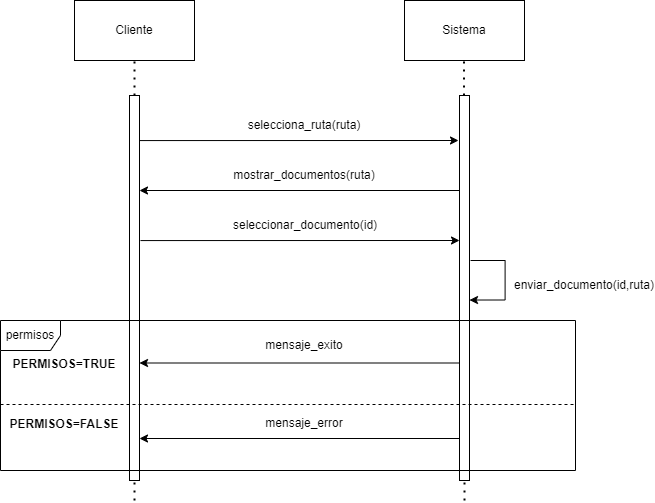 Cliente
Sistema
selecciona_ruta(ruta)
mostrar_documentos(ruta)
seleccionar_documento(id)
enviar_documento(id,ruta)
permisos
mensaje_exito
PERMISOS=TRUE
mensaje_error
PERMISOS=FALSE